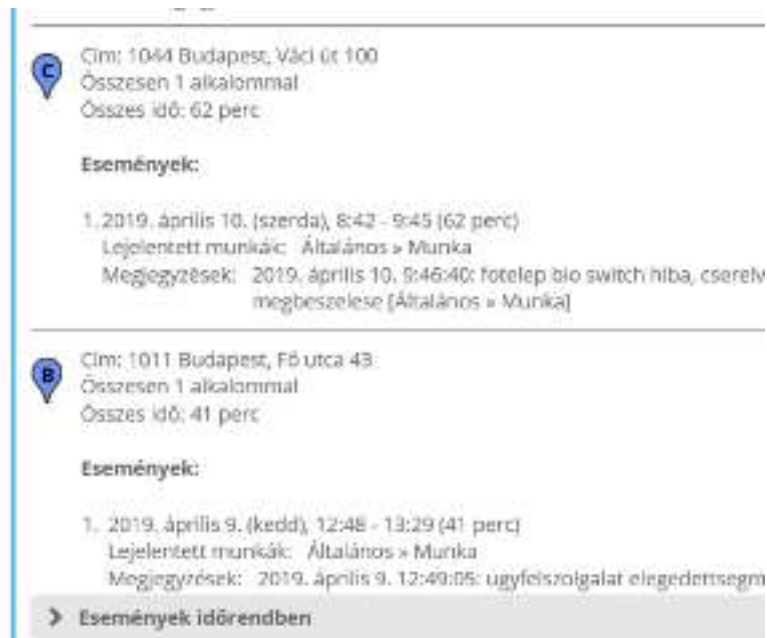 C
Cím: 1044 Budapest, Váci út 100
Összesen 1 alkalommal
Összes idő: 62 perc
Események:
1. 2019. április 10. (szerda), 8:42 - 9:45 (62 perc)
Lejelentett munkák: Általános » Munka
Megjegyzések: 2019. április 10. 9:46:40: fotelep bio switch hiba, cserelv
megbeszelese [Általános » Munka]
B
Cím: 1011 Budapest, Fő utca 43
Összesen 1 alkalommal
Összes idő: 41 perc
Események:
1. 2019. április 9. (kedd), 12:48 - 13:29 (41 perc)
Lejelentett munkák: Általános » Munka
Megjegyzések: 2019. április 9. 12:49:05: ugyfelszolgalat elegedettsegm
Események időrendben